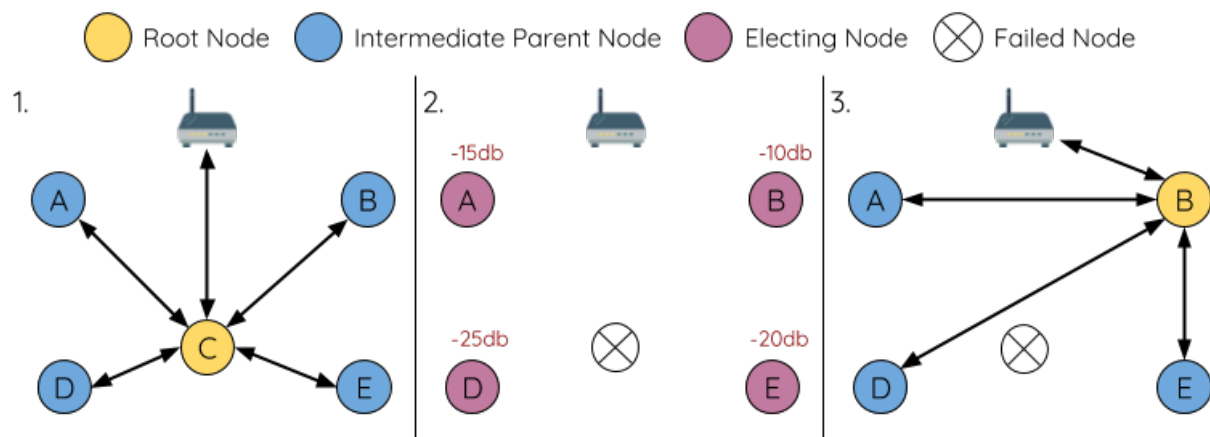 Root Node Intermediate Parent Node Electing Node Failed Node
1. 2. 3.
-15db -10db
A B A B A B
C
-25db -20db
D E D E D E